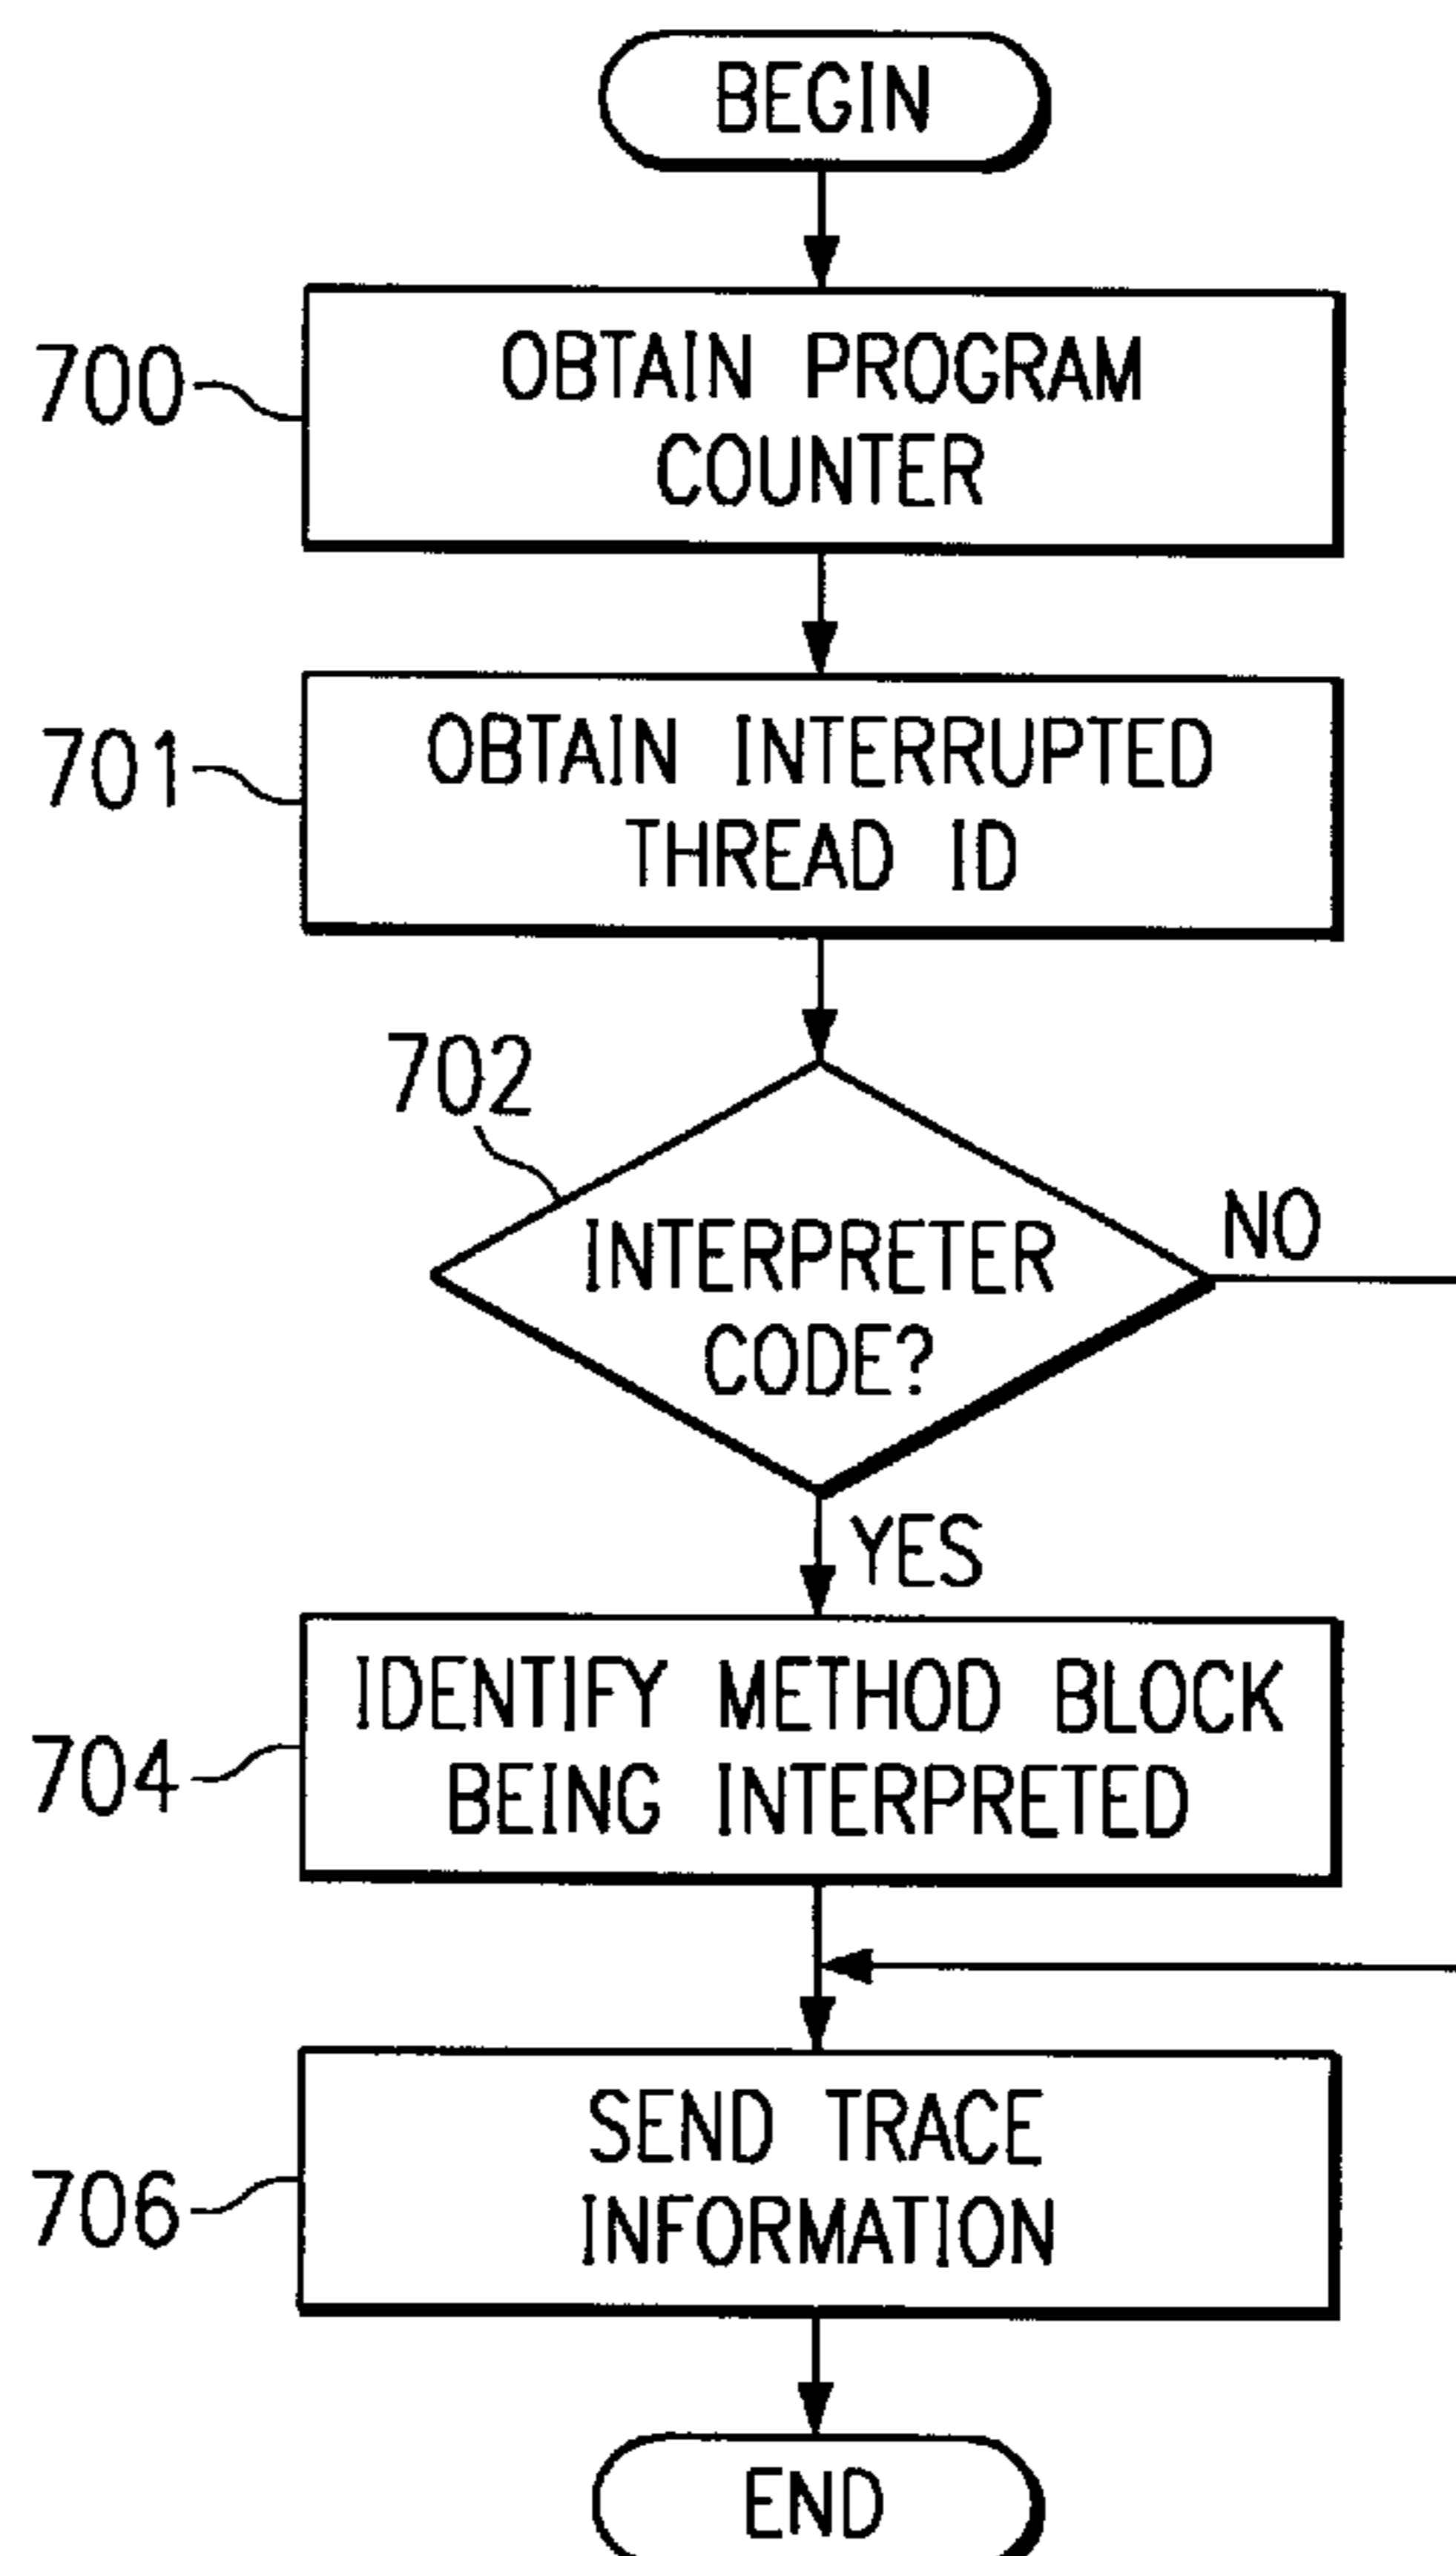 BEGIN
700
OBTAIN PROGRAM
COUNTER
701
OBTAIN INTERRUPTED
THREAD ID
702
INTERPRETER
CODE?
NO
YES
704
IDENTIFY METHOD BLOCK
BEING INTERPRETED
706
SEND TRACE
INFORMATION
END